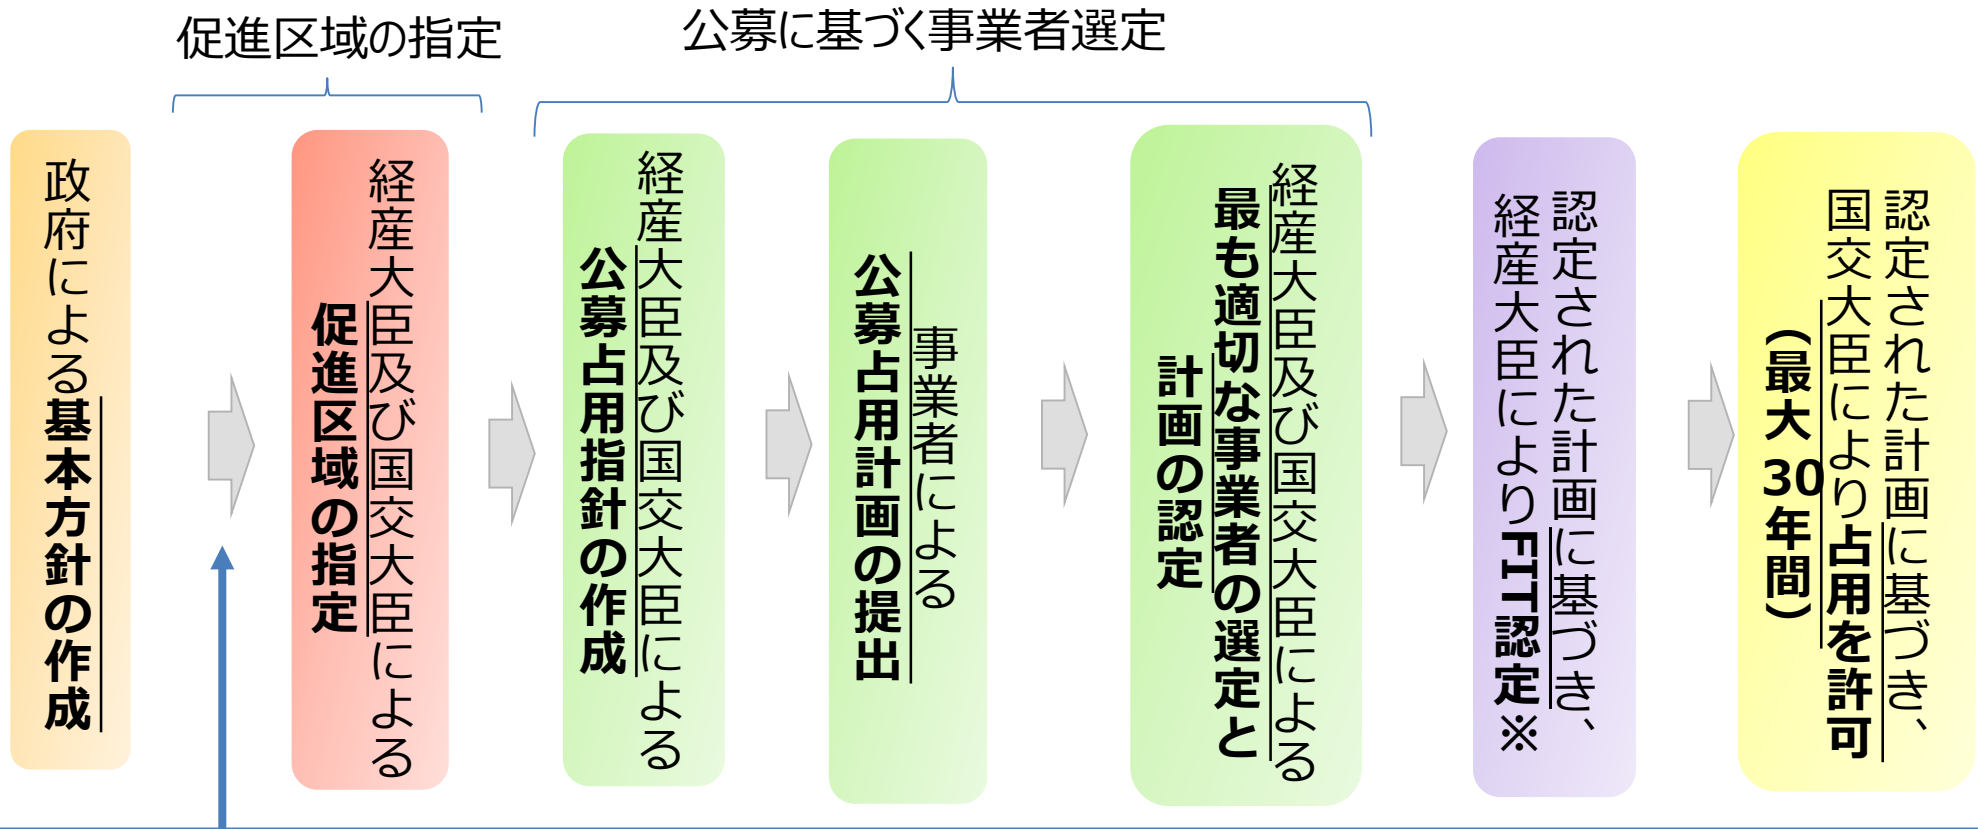 促進区域の指定
公募に基づく事業者選定
政府による基本方針の作成
経産大臣及び国交大臣による
促進区域の指定
経産大臣及び国交大臣による
公募占用指針の作成
事業者による
公募占用計画の提出
経産大臣及び国交大臣による
最も適切な事業者の選定と
計画の認定
認定された計画に基づき、
経産大臣によりFIT認定※
認定された計画に基づき、
国交大臣により占用を許可
（最大30年間）